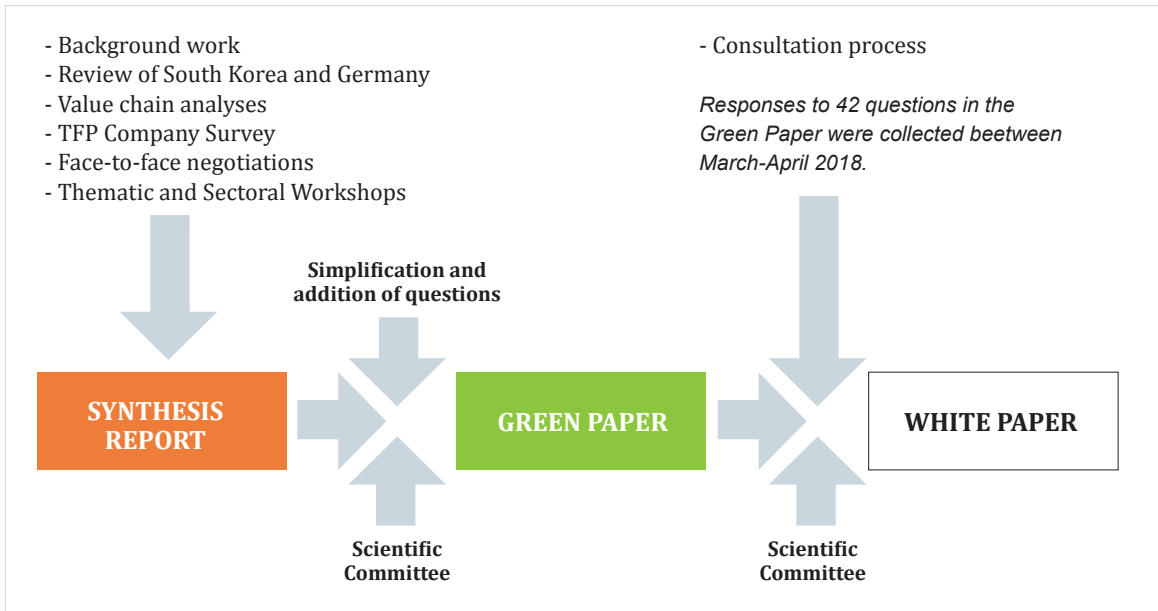 - Background work
- Review of South Korea and Germany
- Value chain analyses
- TFP Company Survey
- Face-to-face negotiations
- Thematic and Sectoral Workshops
- Consultation process
Responses to 42 questions in the
Green Paper were collected beetween
March-April 2018.
Simplification and
addition of questions
SYNTHESIS
REPORT
GREEN PAPER
WHITE PAPER
Scientific
Committee
Scientific
Committee